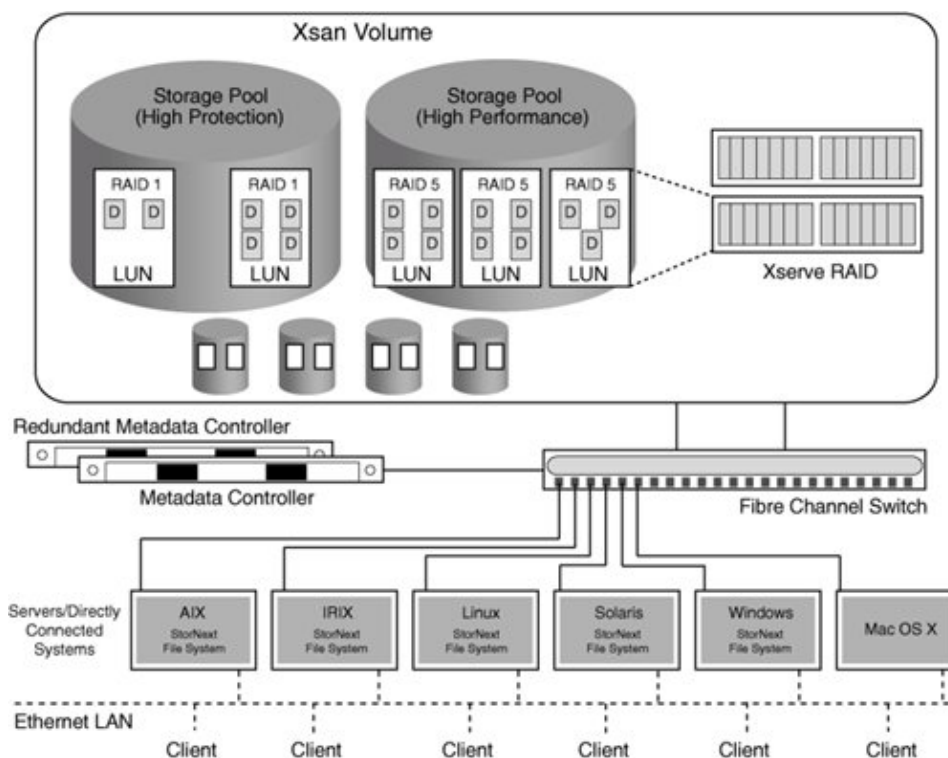 Xsan Volume
Storage Pool
(High Protection)
Storage Pool
(High Performance)
RAID 1
D D
LUN
RAID 1
D D
D D
LUN
RAID 5
D D
D D
LUN
RAID 5
D D
D D
LUN
RAID 5
D D
D
LUN
Xserve RAID
Redundant Metadata Controller
Metadata Controller
Fibre Channel Switch
Servers/Directly
Connected
Systems
AIX
StorNext
File System
IRIX
StorNext
File System
Linux
StorNext
File System
Solaris
StorNext
File System
Windows
StorNext
File System
Mac OS X
Ethernet LAN
Client
Client
Client
Client
Client
Client